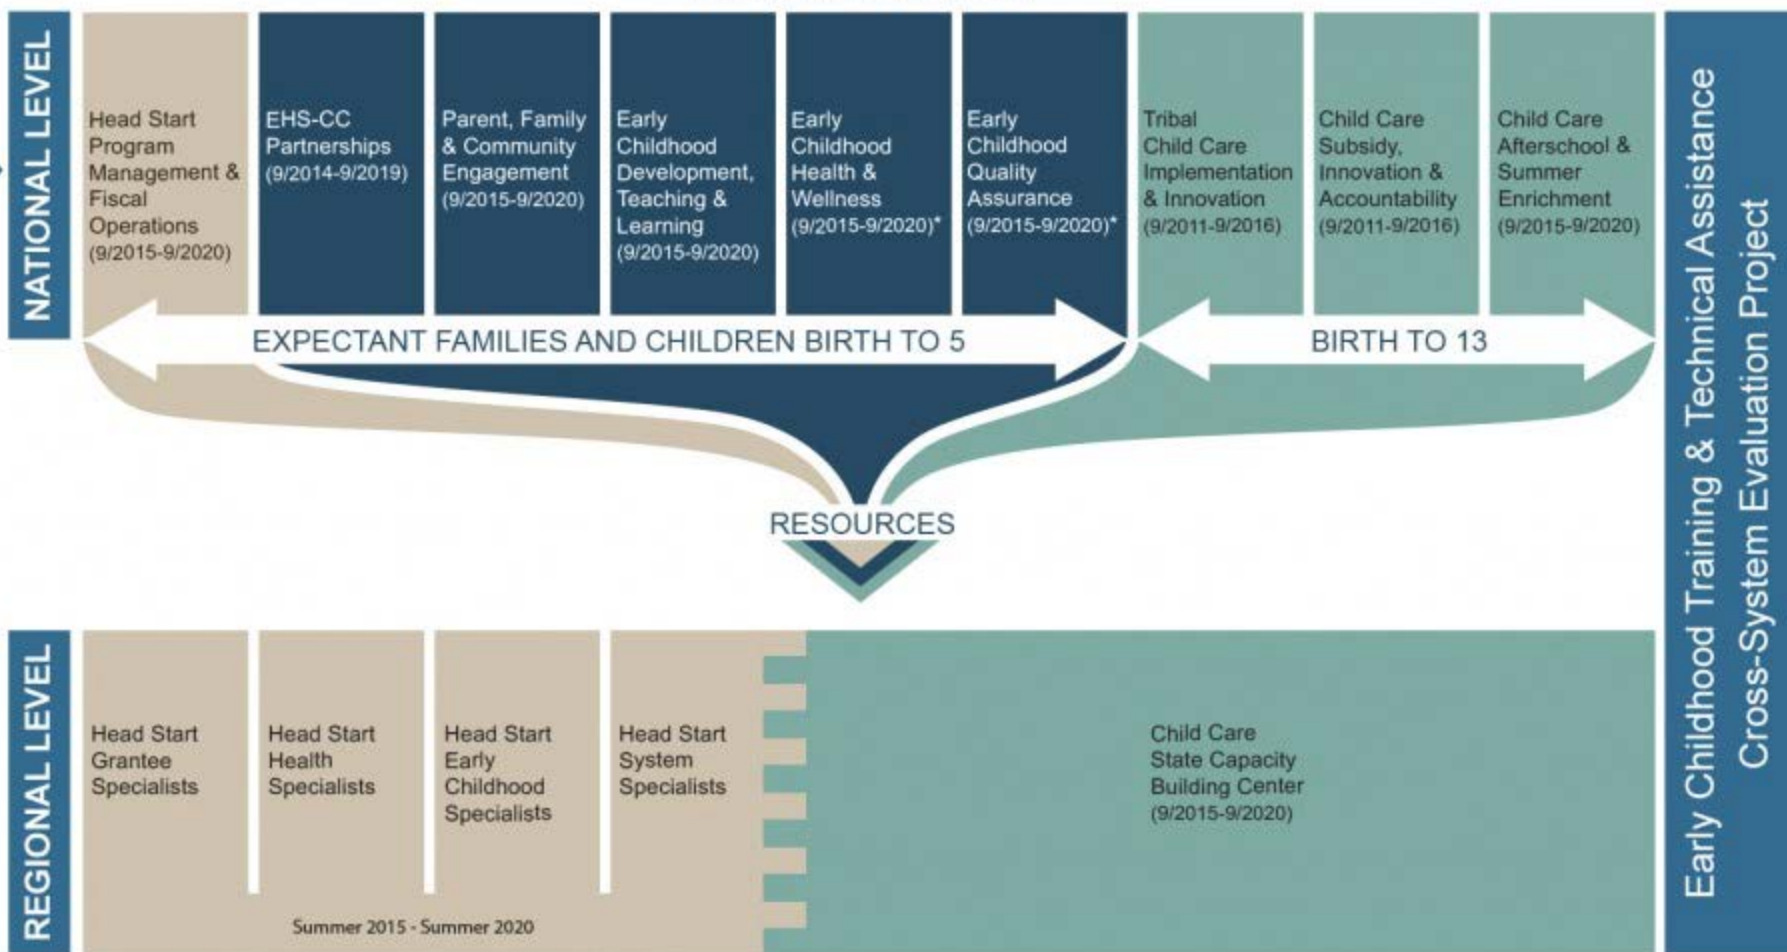 NATIONAL LEVEL
Head Start
Program
Management &
Fiscal
Operations
(9/2015-9/2020)
EHS-CC
Partnerships
(9/2014-9/2019)
Parent, Family
& Community
Engagement
(9/2015-9/2020)
Early
Childhood
Development,
Teaching &
Learning
(9/2015-9/2020)
Early
Childhood
Health &
Wellness
(9/2015-9/2020)*
Early
Childhood
Quality
Assurance
(9/2015-9/2020)*
Tribal
Child Care
Implementation
& Innovation
(9/2011-9/2016)
Child Care
Subsidy,
Innovation &
Accountability
(9/2011-9/2016)
Child Care
Afterschool &
Summer
Enrichment
(9/2015-9/2020)
EXPECTANT FAMILIES AND CHILDREN BIRTH TO 5
BIRTH TO 13
RESOURCES
REGIONAL LEVEL
Head Start
Grantee
Specialists
Head Start
Health
Specialists
Head Start
Early
Childhood
Specialists
Head Start
System
Specialists
Summer 2015 - Summer 2020
Child Care
State Capacity
Building Center
(9/2015-9/2020)
Early Childhood Training & Technical Assistance
Cross-System Evaluation Project